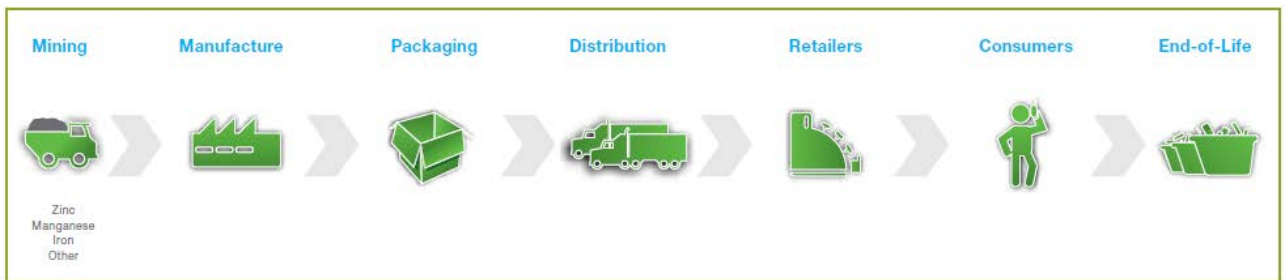 Mining
Manufacture
Packaging
Distribution
Retailers
Consumers
End-of-Life
Zinc
Manganese
Iron
Other